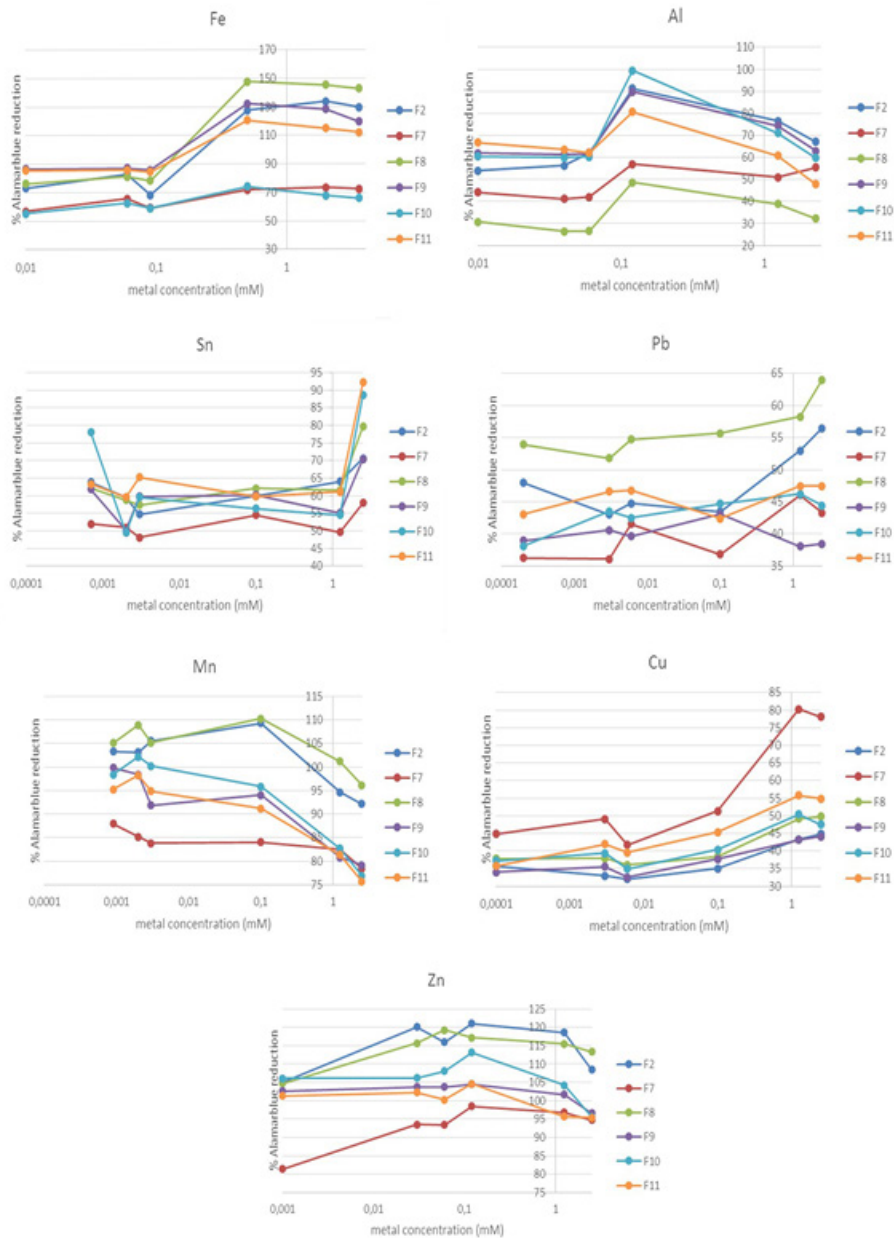 Fe
% Alamarblue reduction
170
150
130
110
90
70
50
30
0,01
0,1
1
metal concentration (mM)
F2
F7
F8
F9
F10
F11
Al
% Alamarblue reduction
110
100
90
80
70
60
50
40
30
20
0,01
0,1
1
metal concentration (mM)
F2
F7
F8
F9
F10
F11
Sn
% Alamarblue reduction
95
90
85
80
75
70
65
60
55
50
45
40
0,0001
0,001
0,01
0,1
1
metal concentration (mM)
F2
F7
F8
F9
F10
F11
Pb
% Alamarblue reduction
65
60
55
50
45
40
35
0,0001
0,001
0,01
0,1
1
metal concentration (mM)
F2
F7
F8
F9
F10
F11
Mn
% Alamarblue reduction
115
110
105
100
95
90
85
80
75
0,0001
0,001
0,01
0,1
1
metal concentration (mM)
F2
F7
F8
F9
F10
F11
Cu
% Alamarblue reduction
85
80
75
70
65
60
55
50
45
40
35
30
0,0001
0,001
0,01
0,1
1
metal concentration (mM)
F2
F7
F8
F9
F10
F11
Zn
% Alamarblue reduction
125
120
115
110
105
100
95
90
85
80
75
0,001
0,01
0,1
1
metal concentration (mM)
F2
F7
F8
F9
F10
F11